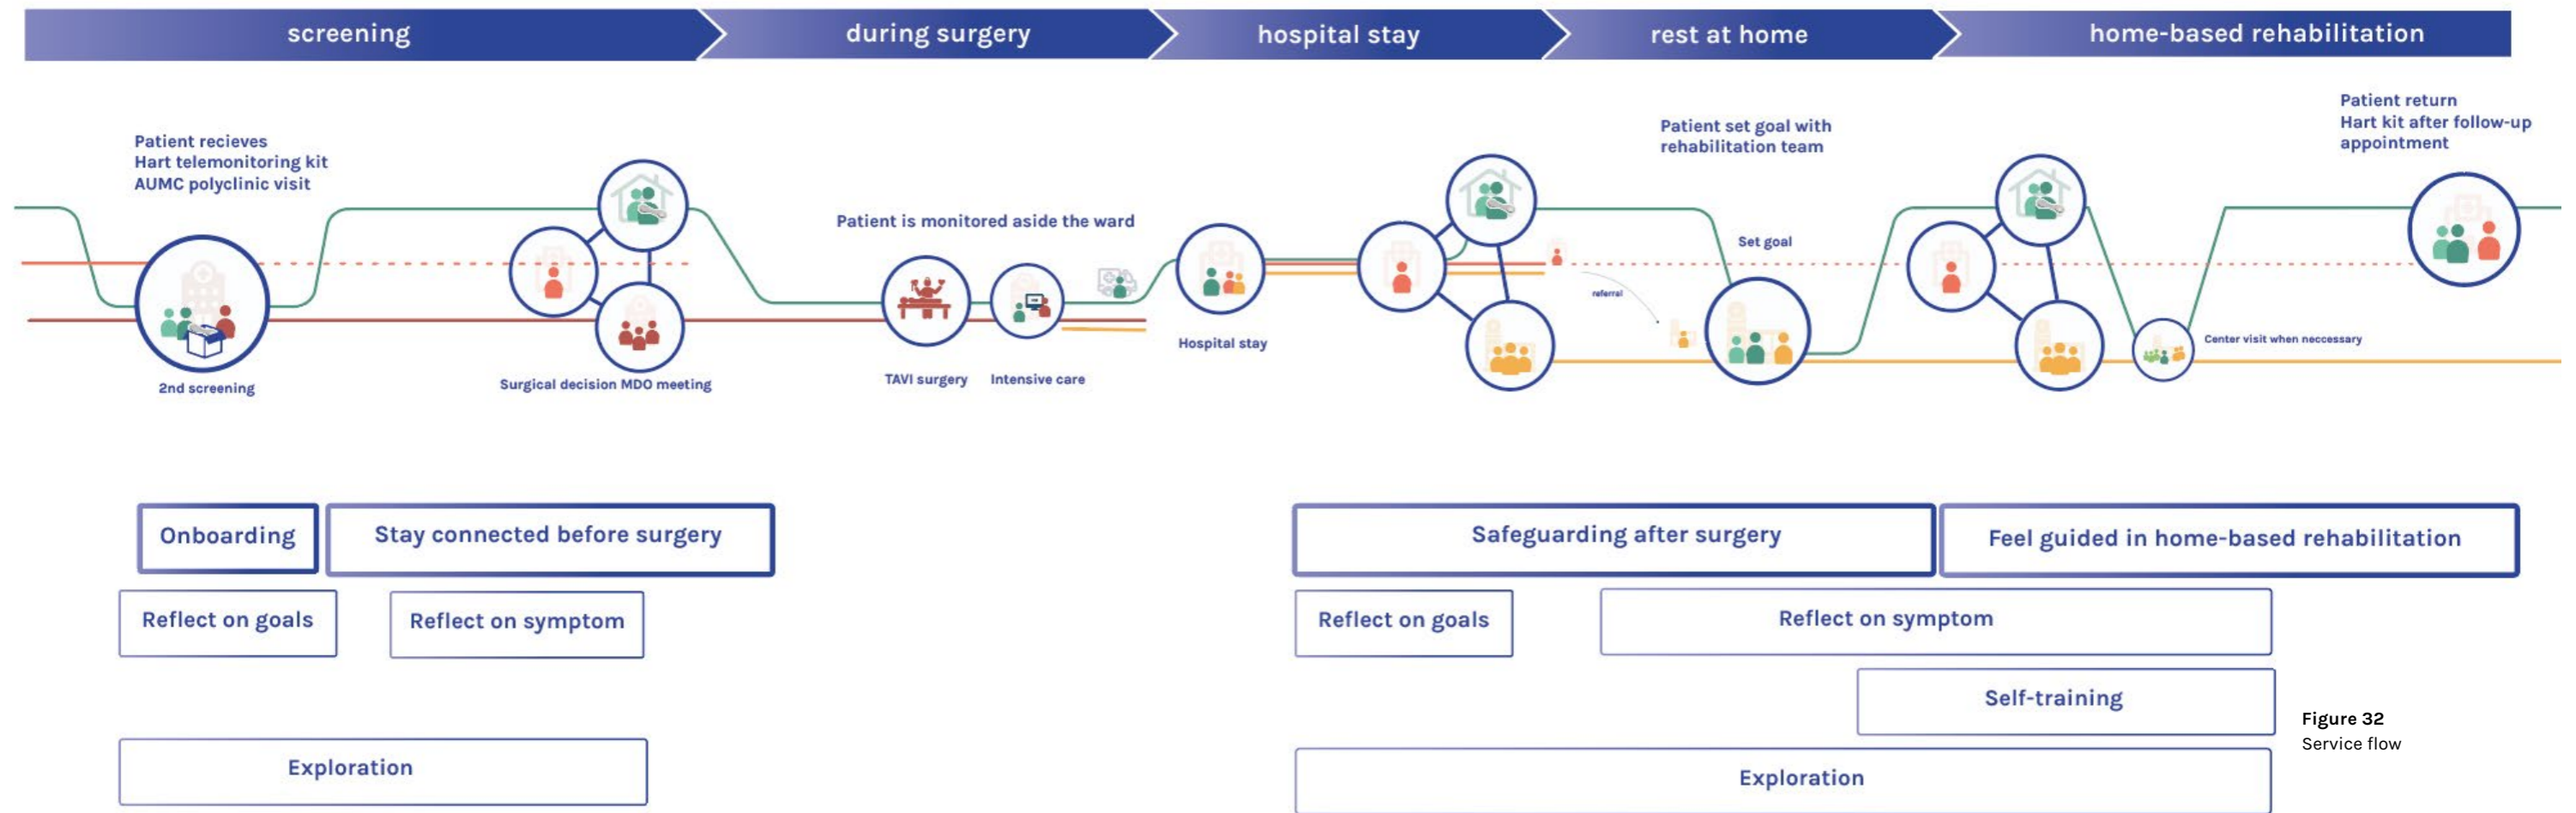 screening
during surgery
hospital stay
rest at home
home-based rehabilitation
Patient recieves
Hart telemonitoring kit
AUMC polyclinic visit
2nd screening
Surgical decision MDO meeting
Patient is monitored aside the ward
TAVI surgery
Intensive care
Hospital stay
referral
Patient set goal with
rehabilitation team
Set goal
Center visit when neccessary
Patient return
Hart kit after follow-up
appointment
Onboarding
Stay connected before surgery
Safeguarding after surgery
Feel guided in home-based rehabilitation
Reflect on goals
Reflect on symptom
Reflect on goals
Reflect on symptom
Self-training
Exploration
Exploration
Figure 32
Service flow